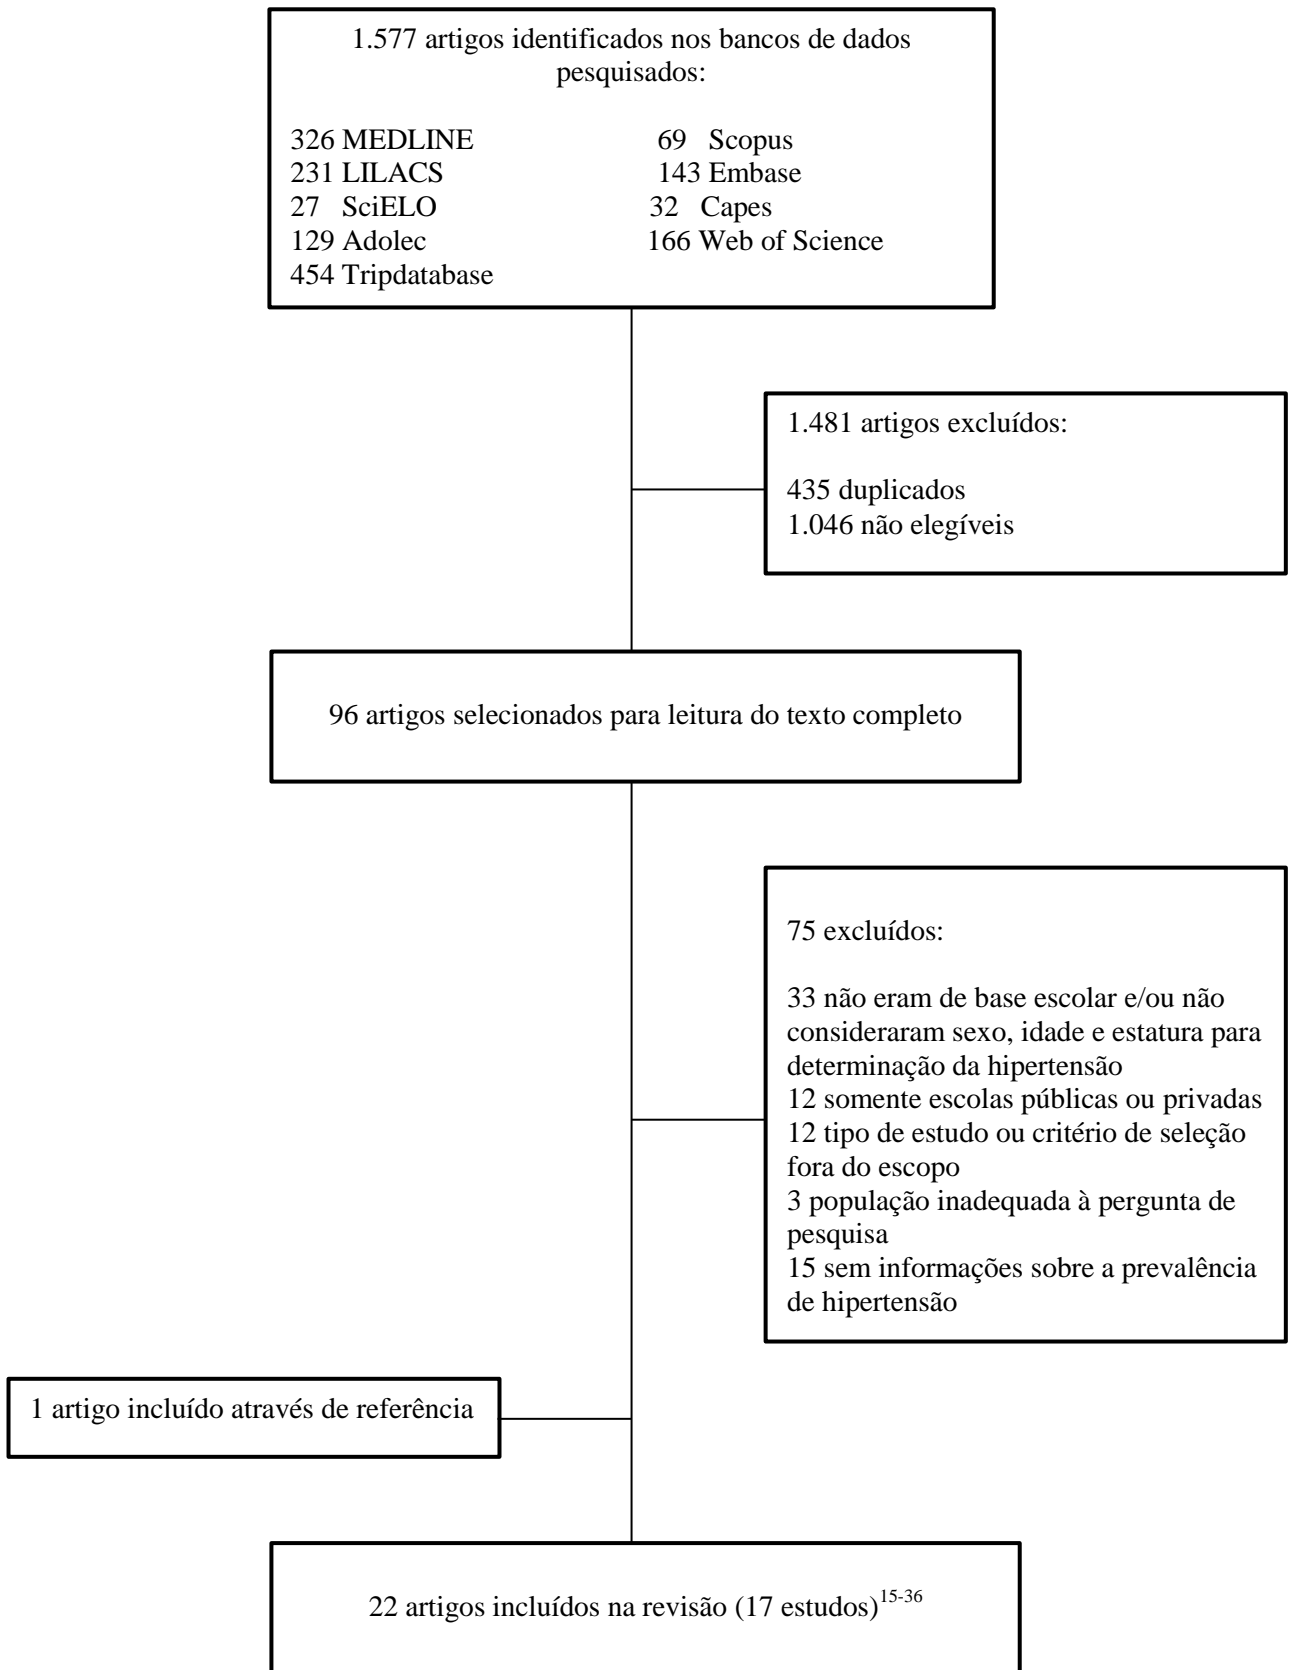 1.577 artigos identificados nos bancos de dados
pesquisados:
326 MEDLINE 69 Scopus
231 LILACS 143 Embase
27 SciELO 32 Capes
129 Adolec 166 Web of Science
454 Tripdatabase
1.481 artigos excluídos:
435 duplicados
1.046 não elegíveis
96 artigos selecionados para leitura do texto completo
75 excluídos:
33 não eram de base escolar e/ou não
consideraram sexo, idade e estatura para
determinação da hipertensão
12 somente escolas públicas ou privadas
12 tipo de estudo ou critério de seleção
fora do escopo
3 população inadequada à pergunta de
pesquisa
15 sem informações sobre a prevalência
de hipertensão
1 artigo incluído através de referência
22 artigos incluídos na revisão (17 estudos)15-36